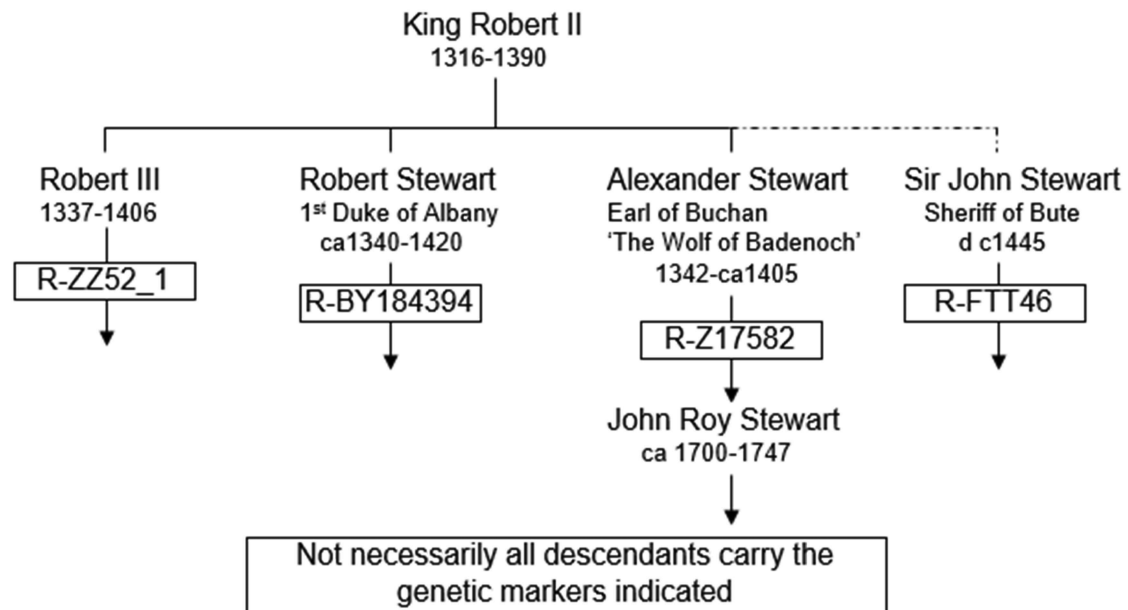 King Robert II
1316-1390
Robert III
1337-1406
R-ZZ52_1
Robert Stewart
1st Duke of Albany
ca1340-1420
R-BY184394
Alexander Stewart
Earl of Buchan
‘The Wolf of Badenoch’
1342-ca1405
R-Z17582
John Roy Stewart
ca 1700-1747
Sir John Stewart
Sheriff of Bute
d c1445
R-FTT46
Not necessarily all descendants carry the
genetic markers indicated